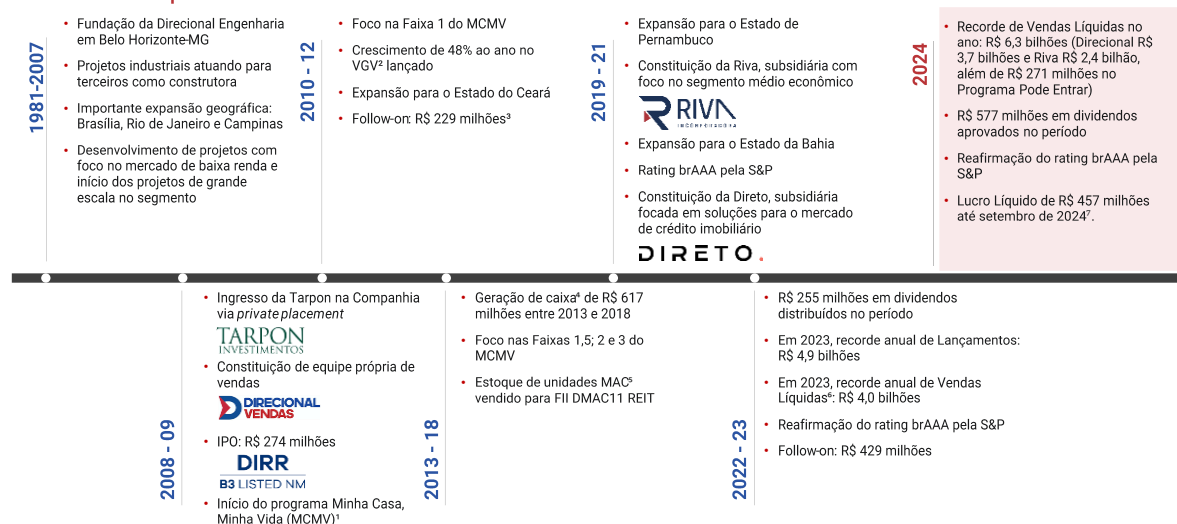 1981-2007
• Fundação da Direcional Engenharia
em Belo Horizonte-MG
• Projetos industriais atuando para
terceiros como construtora
• Importante expansão geográfica:
Brasília, Rio de Janeiro e Campinas
• Desenvolvimento de projetos com
foco no mercado de baixa renda e
início dos projetos de grande
escala no segmento
2010 - 12
• Foco na Faixa 1 do MCMV
• Crescimento de 48% ao ano no
VGV² lançado
• Expansão para o Estado do Ceará
• Follow-on: R$ 229 milhões³
2019 - 21
• Expansão para o Estado de
Pernambuco
• Constituição da Riva, subsidiária com
foco no segmento médio econômico
RIVA
INCORPORADORA
• Expansão para o Estado da Bahia
• Rating brAAA pela S&P
• Constituição da Direto, subsidiária
focada em soluções para o mercado
de crédito imobiliário
DIRETO.
2024
• Recorde de Vendas Líquidas no
ano: R$ 6,3 bilhões (Direcional R$
3,7 bilhões e Riva R$ 2,4 bilhão,
além de R$ 271 milhões no
Programa Pode Entrar)
• R$ 577 milhões em dividendos
aprovados no período
• Reafirmação do rating brAAA pela
S&P
• Lucro Líquido de R$ 457 milhões
até setembro de 2024⁷.
2008 - 09
• Ingresso da Tarpon na Companhia
via private placement
TARPON
INVESTIMENTOS
• Constituição de equipe própria de
vendas
DIRECIONAL
VENDAS
• IPO: R$ 274 milhões
DIRR
B3 LISTED NM
• Início do programa Minha Casa,
Minha Vida (MCMV)¹
2013 - 18
• Geração de caixa⁴ de R$ 617
milhões entre 2013 e 2018
• Foco nas Faixas 1,5; 2 e 3 do
MCMV
• Estoque de unidades MAC⁵
vendido para FII DMAC11 REIT
2022 - 23
• R$ 255 milhões em dividendos
distribuídos no período
• Em 2023, recorde anual de Lançamentos:
R$ 4,9 bilhões
• Em 2023, recorde anual de Vendas
Líquidas⁶: R$ 4,0 bilhões
• Reafirmação do rating brAAA pela S&P
• Follow-on: R$ 429 milhões